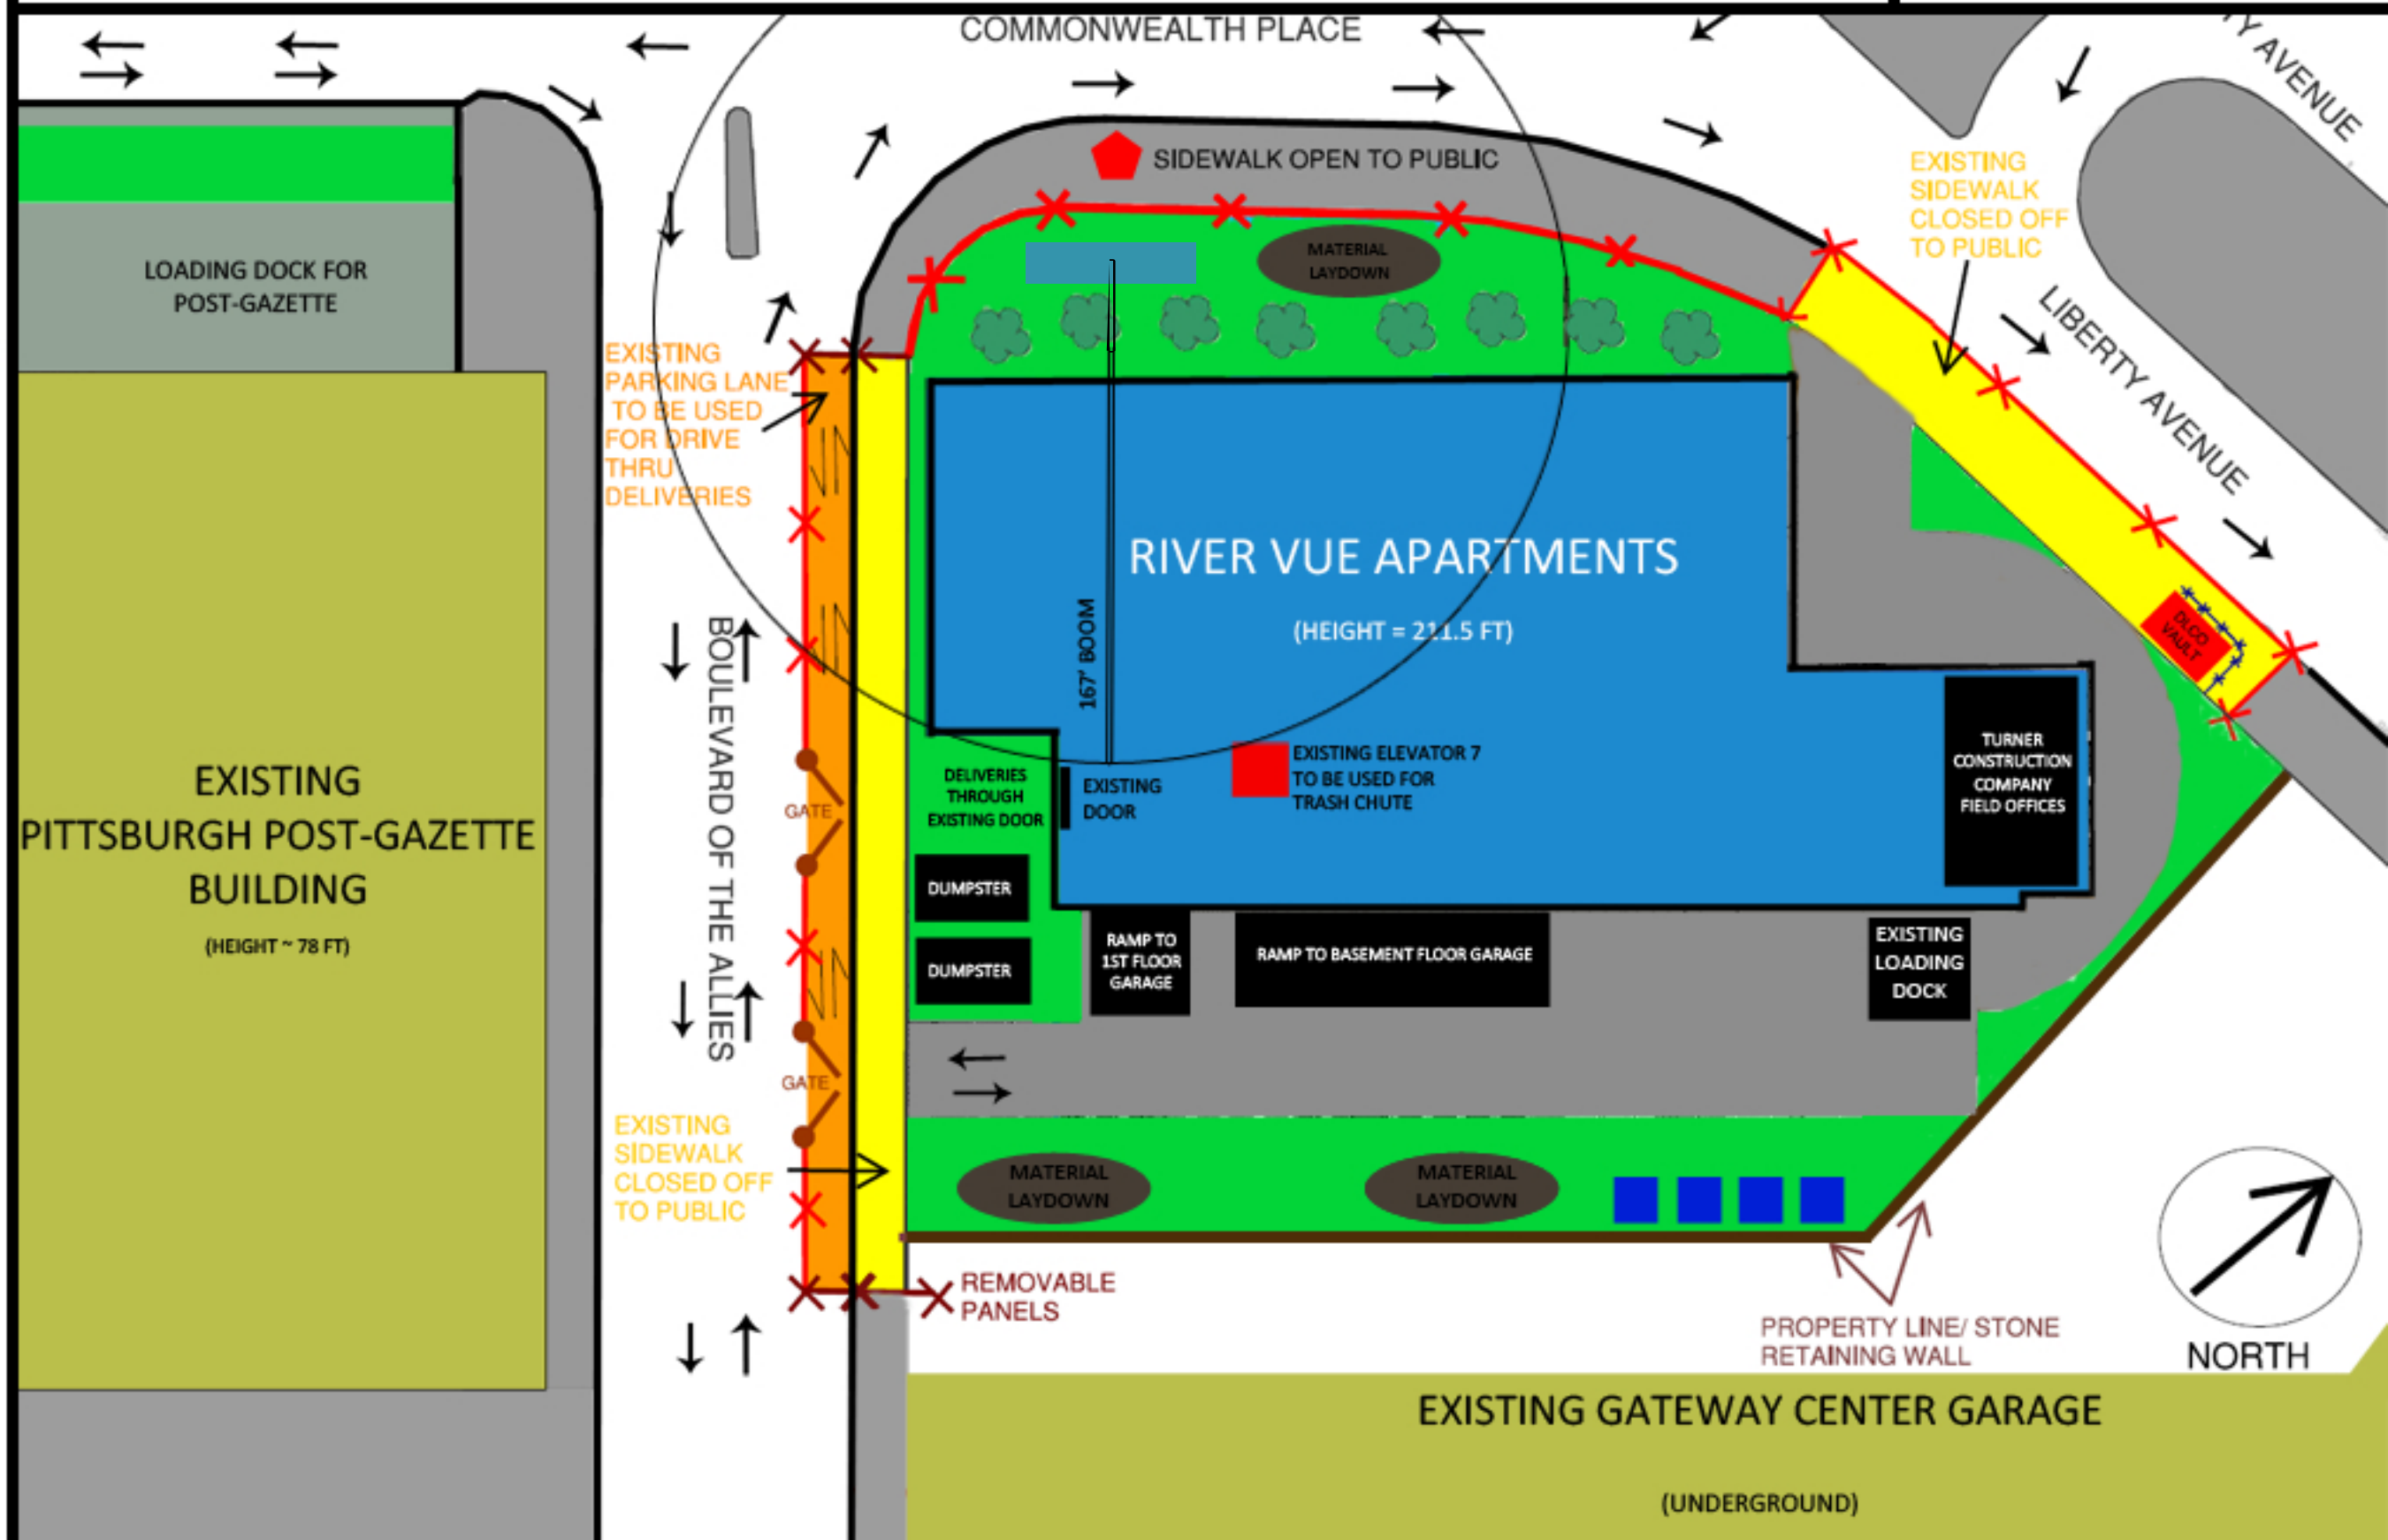 COMMONWEALTH PLACE
TY AVENUE
SIDEWALK OPEN TO PUBLIC
EXISTING
SIDEWALK
CLOSED OFF
TO PUBLIC
LOADING DOCK FOR
POST-GAZETTE
MATERIAL
LAYDOWN
LIBERTY AVENUE
EXISTING
PARKING LANE
TO BE USED
FOR DRIVE
THRU
DELIVERIES
RIVER VUE APARTMENTS
(HEIGHT = 211.5 FT)
167' BOOM
DLCO
VAULT
BOULEVARD OF THE ALLIES
EXISTING
PITTSBURGH POST-GAZETTE
BUILDING
(HEIGHT ~ 78 FT)
GATE
DELIVERIES
THROUGH
EXISTING DOOR
EXISTING
DOOR
EXISTING ELEVATOR 7
TO BE USED FOR
TRASH CHUTE
TURNER
CONSTRUCTION
COMPANY
FIELD OFFICES
DUMPSTER
DUMPSTER
RAMP TO
1ST FLOOR
GARAGE
RAMP TO BASEMENT FLOOR GARAGE
EXISTING
LOADING
DOCK
GATE
EXISTING
SIDEWALK
CLOSED OFF
TO PUBLIC
MATERIAL
LAYDOWN
MATERIAL
LAYDOWN
REMOVABLE
PANELS
PROPERTY LINE/ STONE
RETAINING WALL
NORTH
EXISTING GATEWAY CENTER GARAGE
(UNDERGROUND)